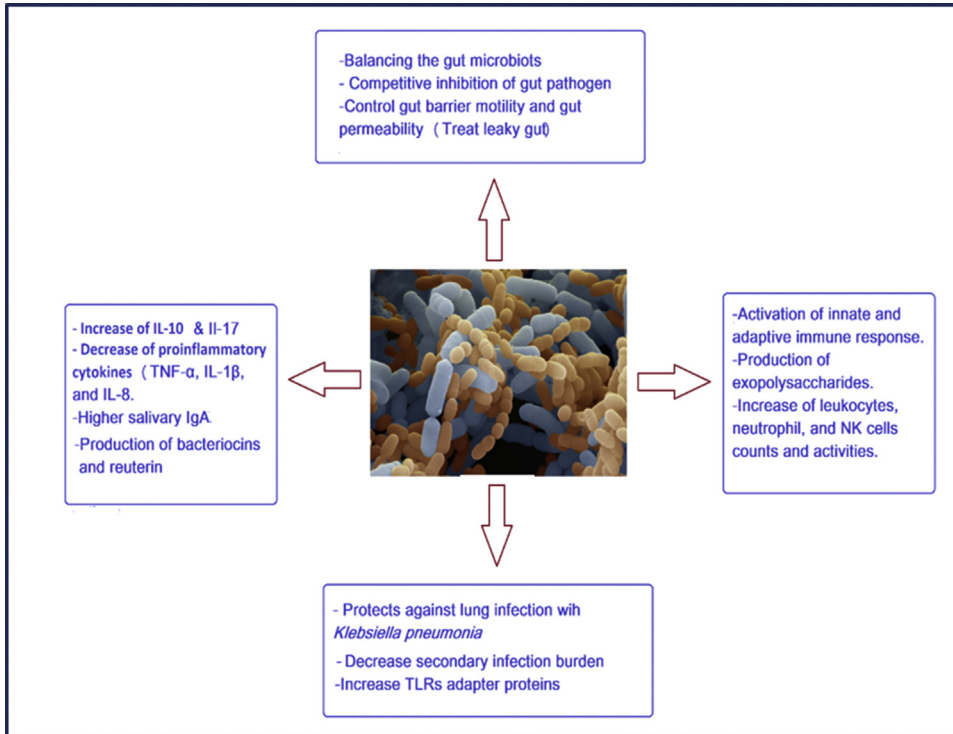 -Balancing the gut microbiots
- Competitive inhibition of gut pathogen
-Control gut barrier motility and gut
permeability ( Treat leaky gut)
- Increase of IL-10 & Il-17
- Decrease of proinflammatory
cytokines ( TNF-α, IL-1β,
and IL-8.
-Higher salivary IgA
-Production of bacteriocins
and reuterin
-Activation of innate and
adaptive immune response.
-Production of
exopolysaccharides.
-Increase of leukocytes,
neutrophil, and NK cells
counts and activities.
- Protects against lung infection wih
Klebsiella pneumonia
- Decrease secondary infection burden
-Increase TLRs adapter proteins